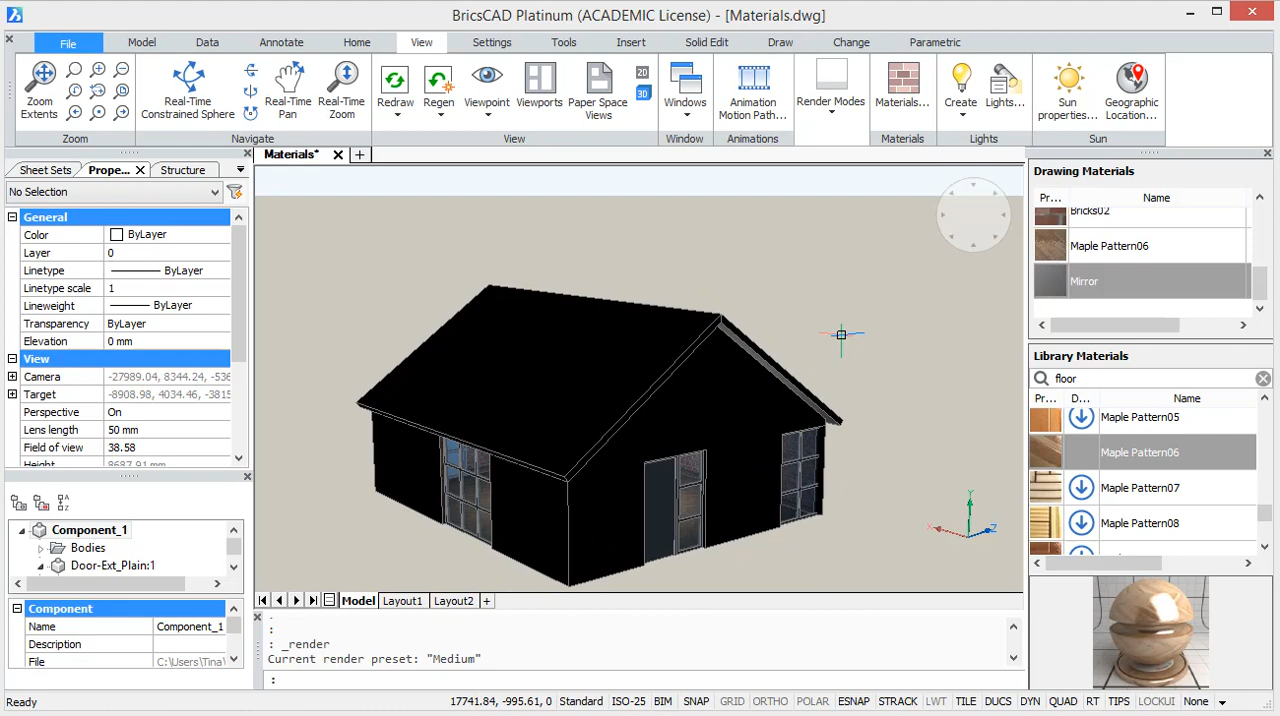 BricsCAD Platinum (ACADEMIC License) - [Materials.dwg]
File Model Data Annotate Home View Settings Tools Insert Solid Edit Draw Change Parametric
Zoom Extents
Real-Time Constrained Sphere
Real-Time Pan
Real-Time Zoom
Redraw
Regen
Viewpoint
Viewports
Paper Space Views
2D
3D
Windows
Animation Motion Path...
Render Modes
Materials...
Create
Lights...
Sun properties...
Geographic Location...
Zoom Navigate View Window Animations Materials Lights Sun
Sheet Sets Prope... Structure
Materials*
No Selection
General
Color ByLayer
Layer 0
Linetype ByLayer
Linetype scale 1
Lineweight ByLayer
Transparency ByLayer
Elevation 0 mm
View
Camera -27989.04, 8344.24, -536
Target -8908.98, 4034.46, -3815
Perspective On
Lens length 50 mm
Field of view 38.58
Height 8687.91 mm
Component_1
Bodies
Door-Ext_Plain:1
Component
Name Component_1
Description
File C:\Users\Tina
Y
X
Z
Model Layout1 Layout2
:
: _render
Current render preset: "Medium"
:
Drawing Materials
Pr... Name
Bricks02
Maple Pattern06
Mirror
Library Materials
floor
Pr... D... Name
Maple Pattern05
Maple Pattern06
Maple Pattern07
Maple Pattern08
Ready 17741.84, -995.61, 0 Standard ISO-25 BIM SNAP GRID ORTHO POLAR ESNAP STRACK LWT TILE DUCS DYN QUAD RT TIPS LOCKUI None